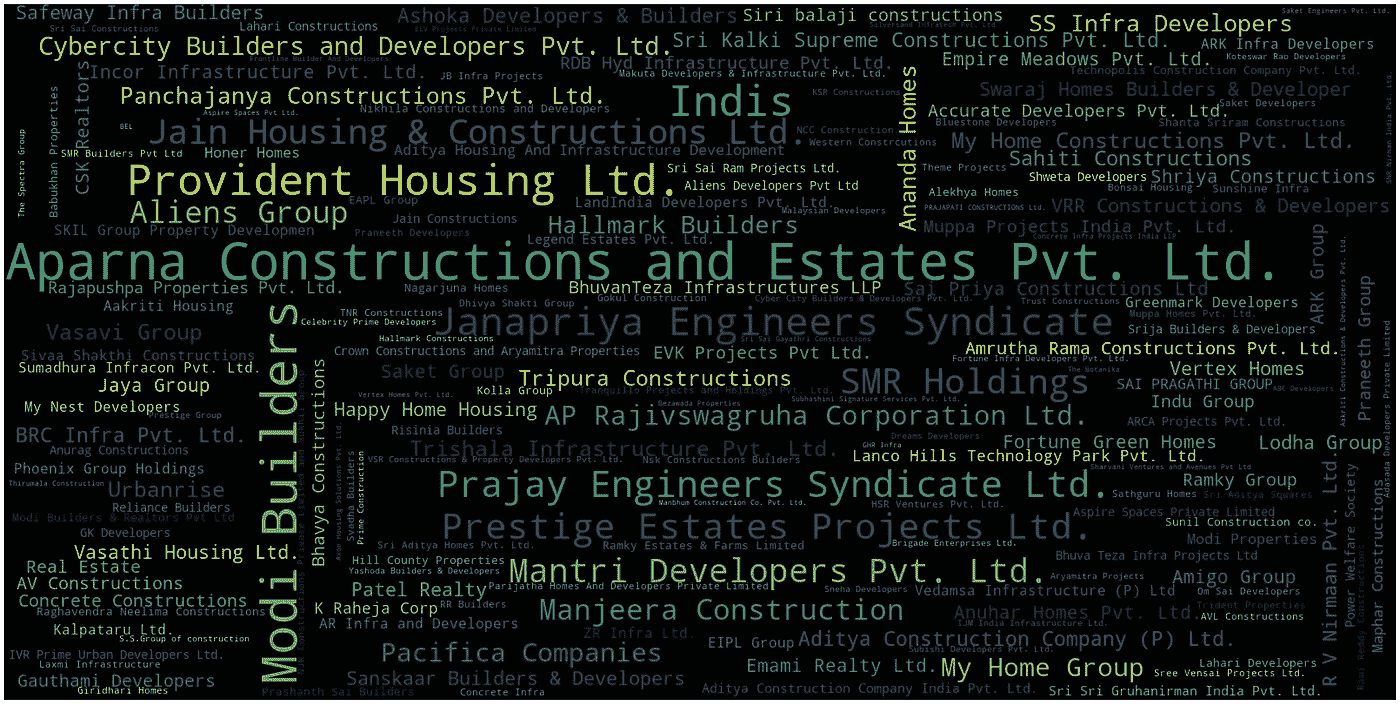 Safeway Infra Builders
Ashoka Developers & Builders
Siri balaji constructions
SS Infra Developers
Saket Engineers Pvt. Ltd.
Sri Sai Constructions
Lahari Constructions
Cybercity Builders and Developers Pvt. Ltd.
Sri Kalki Supreme Constructions Pvt. Ltd.
ARK Infra Developers
Frontline Builder And Developers
RDB Hyd Infrastructure Pvt. Ltd.
Empire Meadows Pvt. Ltd.
Koteswar Rao Developers
CSK Realtors
Incor Infrastructure Pvt. Ltd.
JB Infra Projects
Makuta Developers & Infrastructure Pvt. Ltd.
Technopolis Construction Company Pvt. Ltd.
Panchajanya Constructions Pvt. Ltd.
Indis
KSR Constructions
Ananda Homes
Swaraj Homes Builders & Developer
Nikhila Constructions and Developers
Aspire Spaces Pvt Ltd.
Accurate Developers Pvt. Ltd.
Saket Developers
BEL
Jain Housing & Constructions Ltd.
NCC Construction
Bluestone Developers
Shanta Sriram Constructions
Western Constructions
My Home Constructions Pvt. Ltd.
The Spectra Group
Babukhan Properties
SMR Builders Pvt Ltd
Honer Homes
Aditya Housing And Infrastructure Development
Sahiti Constructions
Provident Housing Ltd.
Sri Sai Ram Projects Ltd.
Theme Projects
Shweta Developers
Shriya Constructions
Aliens Developers Pvt Ltd
Alekhya Homes
Bonsai Housing
Sunshine Infra
Aliens Group
EAPL Group
LandIndia Developers Pvt. Ltd.
Malaysian Developers
PRAJAPATI CONSTRUCTIONS Ltd.
VRR Constructions & Developers
Jain Constructions
Hallmark Builders
Muppa Projects India Pvt. Ltd.
SKIL Group Property Developmen
Praneeth Developers
Legend Estates Pvt. Ltd.
Concrete Infra Projects India LLP
ARK Group
Aparna Constructions and Estates Pvt. Ltd.
Rajapushpa Properties Pvt. Ltd.
Nagarjuna Homes
BhuvanTeza Infrastructures LLP
Sai Priya Constructions Ltd
Aakriti Housing
Dhivya Shakti Group
Gokul Construction
Cyber City Builders & Developers Pvt. Ltd.
Trust Constructions
Greenmark Developers
Praneeth Group
TNR Constructions
Muppa Homes Pvt. Ltd.
Modi Builders
Celebrity Prime Developers
Janapriya Engineers Syndicate
Srija Builders & Developers
Vasavi Group
Hallmark Constructions
Sri Sai Gayathri Constructions
Sivaa Shakthi Constructions
Crown Constructions and Aryamitra Properties
EVK Projects Pvt Ltd.
Amrutha Rama Constructions Pvt. Ltd.
Fortune Infra Developers Pvt. Ltd.
Sumadhura Infracon Pvt. Ltd.
Saket Group
Tripura Constructions
SMR Holdings
The Botanika
Vertex Homes
Jaya Group
Kolla Group
Tranquillo Projects and Holdings Pvt. Ltd.
SAI PRAGATHI GROUP
ABC Developers
Aakriti Constructions & Developers Pvt. Ltd.
Vertex Homes Pvt. Ltd.
Subhashini Signature Services Pvt. Ltd.
My Nest Developers
Prestige Group
Bhavya Constructions
Happy Home Housing
Bezawada Properties
AP Rajivswagruha Corporation Ltd.
Indu Group
BRC Infra Pvt. Ltd.
Risinia Builders
ARCA Projects Pvt. Ltd.
Dreams Developers
Anurag Constructions
Trishala Infrastructure Pvt. Ltd.
GHR Infra
Fortune Green Homes
Lodha Group
VSR Constructions & Property Developers Pvt. Ltd.
Nsk Constructions Builders
Lanco Hills Technology Park Pvt. Ltd.
Phoenix Group Holdings
Sharvani Ventures and Avenues Pvt Ltd
Vasada Developers Private Limited
Thirumala Construction
Urbanrise
Svadha Builders
Prime Construction
Prajay Engineers Syndicate Ltd.
Ramky Group
Sathguru Homes
Sri Aditya Squares
Reliance Builders
Manbhum Construction Co. Pvt. Ltd.
HSR Ventures Pvt. Ltd.
Aspire Spaces Private Limited
Modi Builders & Realtors Pvt Ltd
Avon Housing Solutions Pvt Ltd
Prestige Estates Projects Ltd.
Sunil Construction co.
R V Nirmaan Pvt. Ltd.
Power Welfare Society
Maphar Constructions
GK Developers
Modi Properties
Vasathi Housing Ltd.
Sri Aditya Homes Pvt. Ltd.
Ramky Estates & Farms Limited
Brigade Enterprises Ltd.
Bhuva Teza Infra Projects Ltd
Real Estate
Hill County Properties
Yashoda Builders & Developers
Mantri Developers Pvt. Ltd.
Aryamitra Projects
Amigo Group
AV Constructions
Patel Realty
Parijatha Homes And Developers Private Limited
Sneha Developers
Vedamsa Infrastructure (P) Ltd
Om Sai Developers
Concrete Constructions
K Raheja Corp
RR Builders
Manjeera Construction
Anuhar Homes Pvt. Ltd.
Trident Properties
Raghavendra Neelima Constructions
AVL Constructions
Kalpataru Ltd.
AR Infra and Developers
IJM India Infrastructure Ltd.
S.S.Group of construction
ZR Infra Ltd.
EIPL Group
Aditya Construction Company (P) Ltd.
IVR Prime Urban Developers Ltd.
Pacifica Companies
Subishi Developers Pvt. Ltd.
Laxmi Infrastructure
Emami Realty Ltd.
My Home Group
Lahari Developers
Sree Vensai Projects Ltd.
Gauthami Developers
Sanskaar Builders & Developers
Giridhari Homes
Prashanth Sai Builders
Concrete Infra
Aditya Construction Company India Pvt. Ltd.
Sri Sri Gruhanirman India Pvt. Ltd.